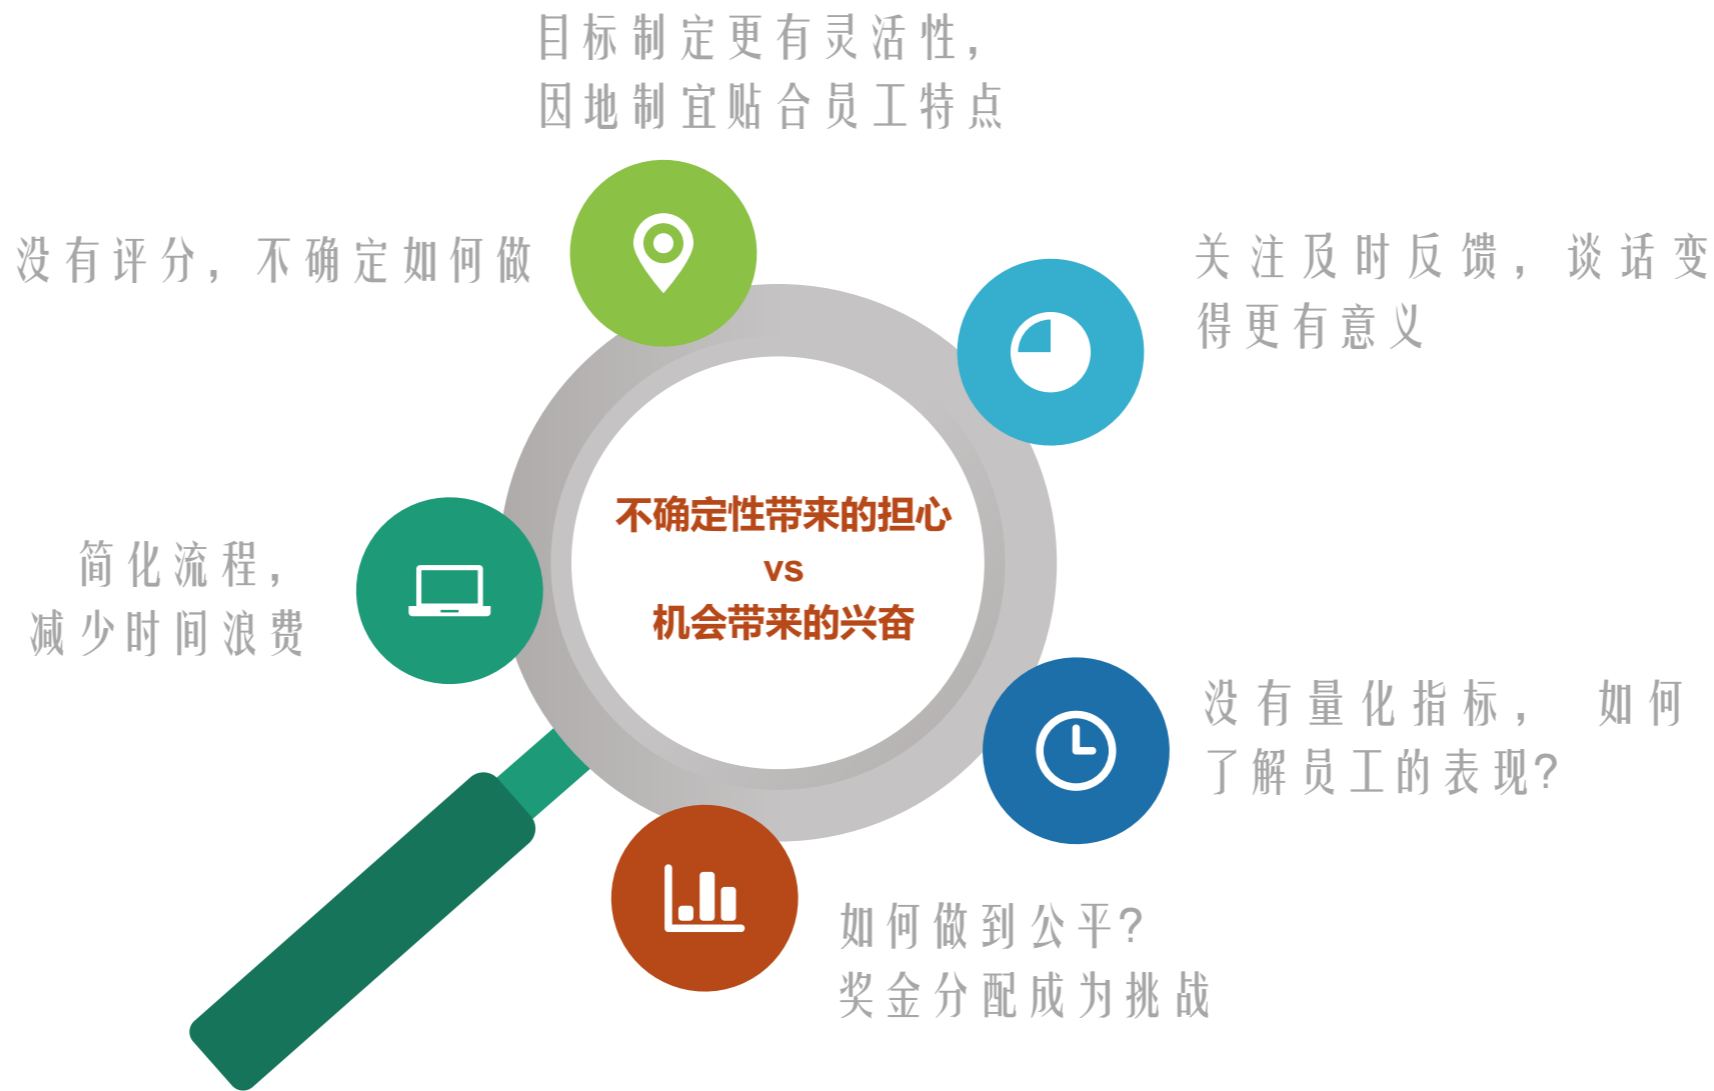 目标制定更有灵活性，
因地制宜贴合员工特点
没有评分，不确定如何做
关注及时反馈，谈话变
得更有意义
不确定性带来的担心
vs
机会带来的兴奋
简化流程，
减少时间浪费
没有量化指标， 如何
了解员工的表现?
如何做到公平?
奖金分配成为挑战